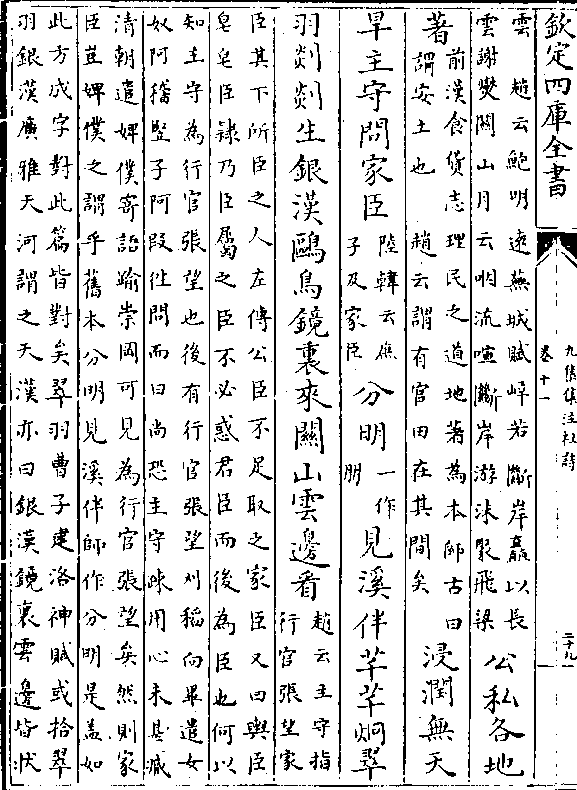 欽定四庫全書
九家集注杜詩
卷十一
二十九
雲 趙云鮑明遠蕪城賦崪若斷岸矗以長
雲謝燮關山月云咽流喧斷岸游沫聚飛梁
公私各地
著
前漢食貨志理民之道地著為本師古曰
謂安土也 趙云謂有官田在其間矣
浸潤無天
旱主守問家臣
陸韓云應
子及家臣
分明
一作
朋
見溪伴芊芊炯翠
羽剡剡生銀漢鷗鳥鏡裏來關山雲邊看
趙云主守指
行官張望家
臣其下所臣之人左傳公臣不足取之家臣又曰輿臣
皂皂臣隸乃臣屬之臣不必惑君臣而後為臣也何以
知主守為行官張望也後有行官張望刈稻向畢遣女
奴阿稽豎子阿段往問而曰尚恐主守疎用心未甚臧
清朝遣婢僕寄語踰崇岡可見為行官張望矣然則家
臣豈婢僕之謂乎舊本分明見溪伴師作分明是盖如
此方成字對此篇皆對矣翠羽曹子建洛神賦或拾翠
羽銀漢廣雅天河謂之天漢亦曰銀漢鏡裏雲邊皆狀